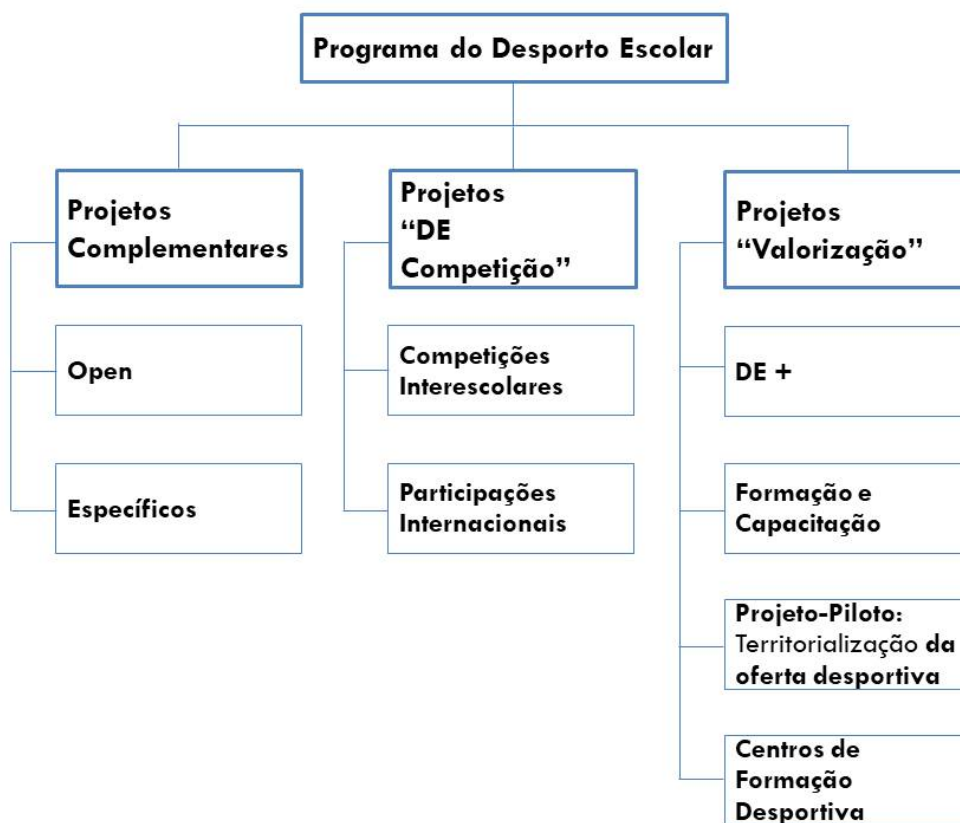 Programa do Desporto Escolar
Projetos
Complementares
Open
Específicos
Projetos
“DE
Competição”
Competições
Interescolares
Participações
Internacionais
Projetos
“Valorização”
DE +
Formação e
Capacitação
Projeto-Piloto:
Territorialização da
oferta desportiva
Centros de
Formação
Desportiva